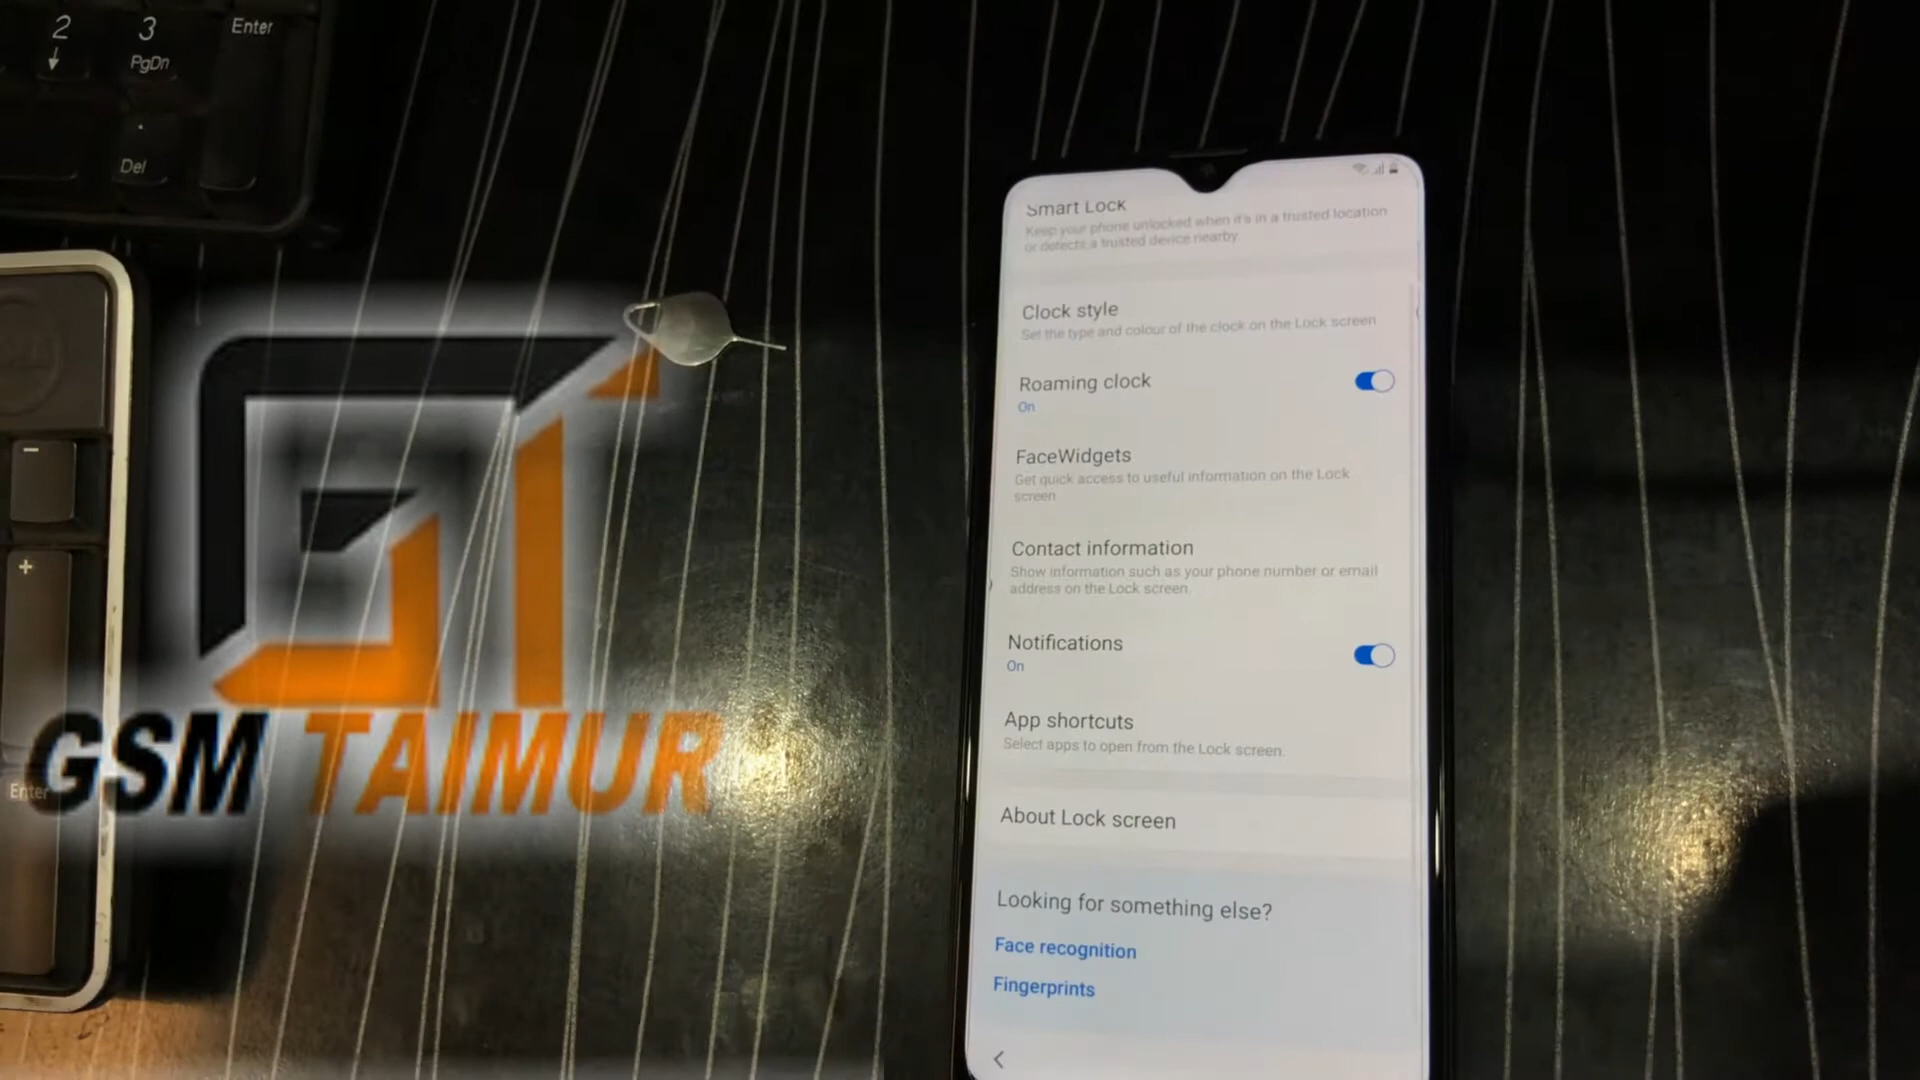 2
3
Enter
PgDn
Del
-
+
Enter
GSM TAIMUR
Smart Lock
Keep your phone unlocked when it's in a trusted location
or detects a trusted device nearby.
Clock style
Set the type and colour of the clock on the Lock screen
Roaming clock
On
FaceWidgets
Get quick access to useful information on the Lock
screen
Contact information
Show information such as your phone number or email
address on the Lock screen.
Notifications
On
App shortcuts
Select apps to open from the Lock screen.
About Lock screen
Looking for something else?
Face recognition
Fingerprints